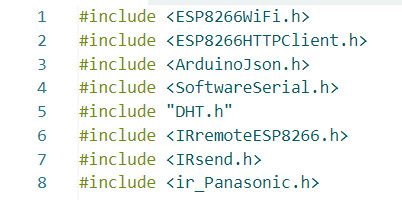 1 #include <ESP8266WiFi.h>
2 #include <ESP8266HTTPClient.h>
3 #include <ArduinoJson.h>
4 #include <SoftwareSerial.h>
5 #include "DHT.h"
6 #include <IRremoteESP8266.h>
7 #include <IRsend.h>
8 #include <ir_Panasonic.h>